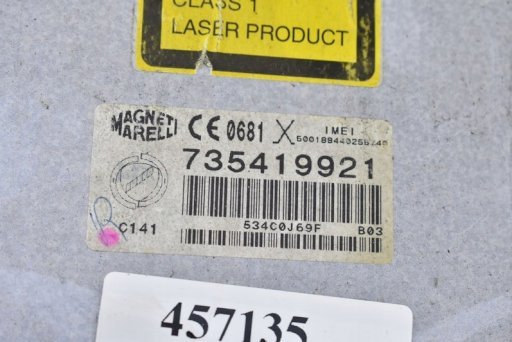 CLASS 1
LASER PRODUCT
MAGNETI MARELLI
CE 0681
IMEI
735419921
C141
534C0J69F
B03
457135